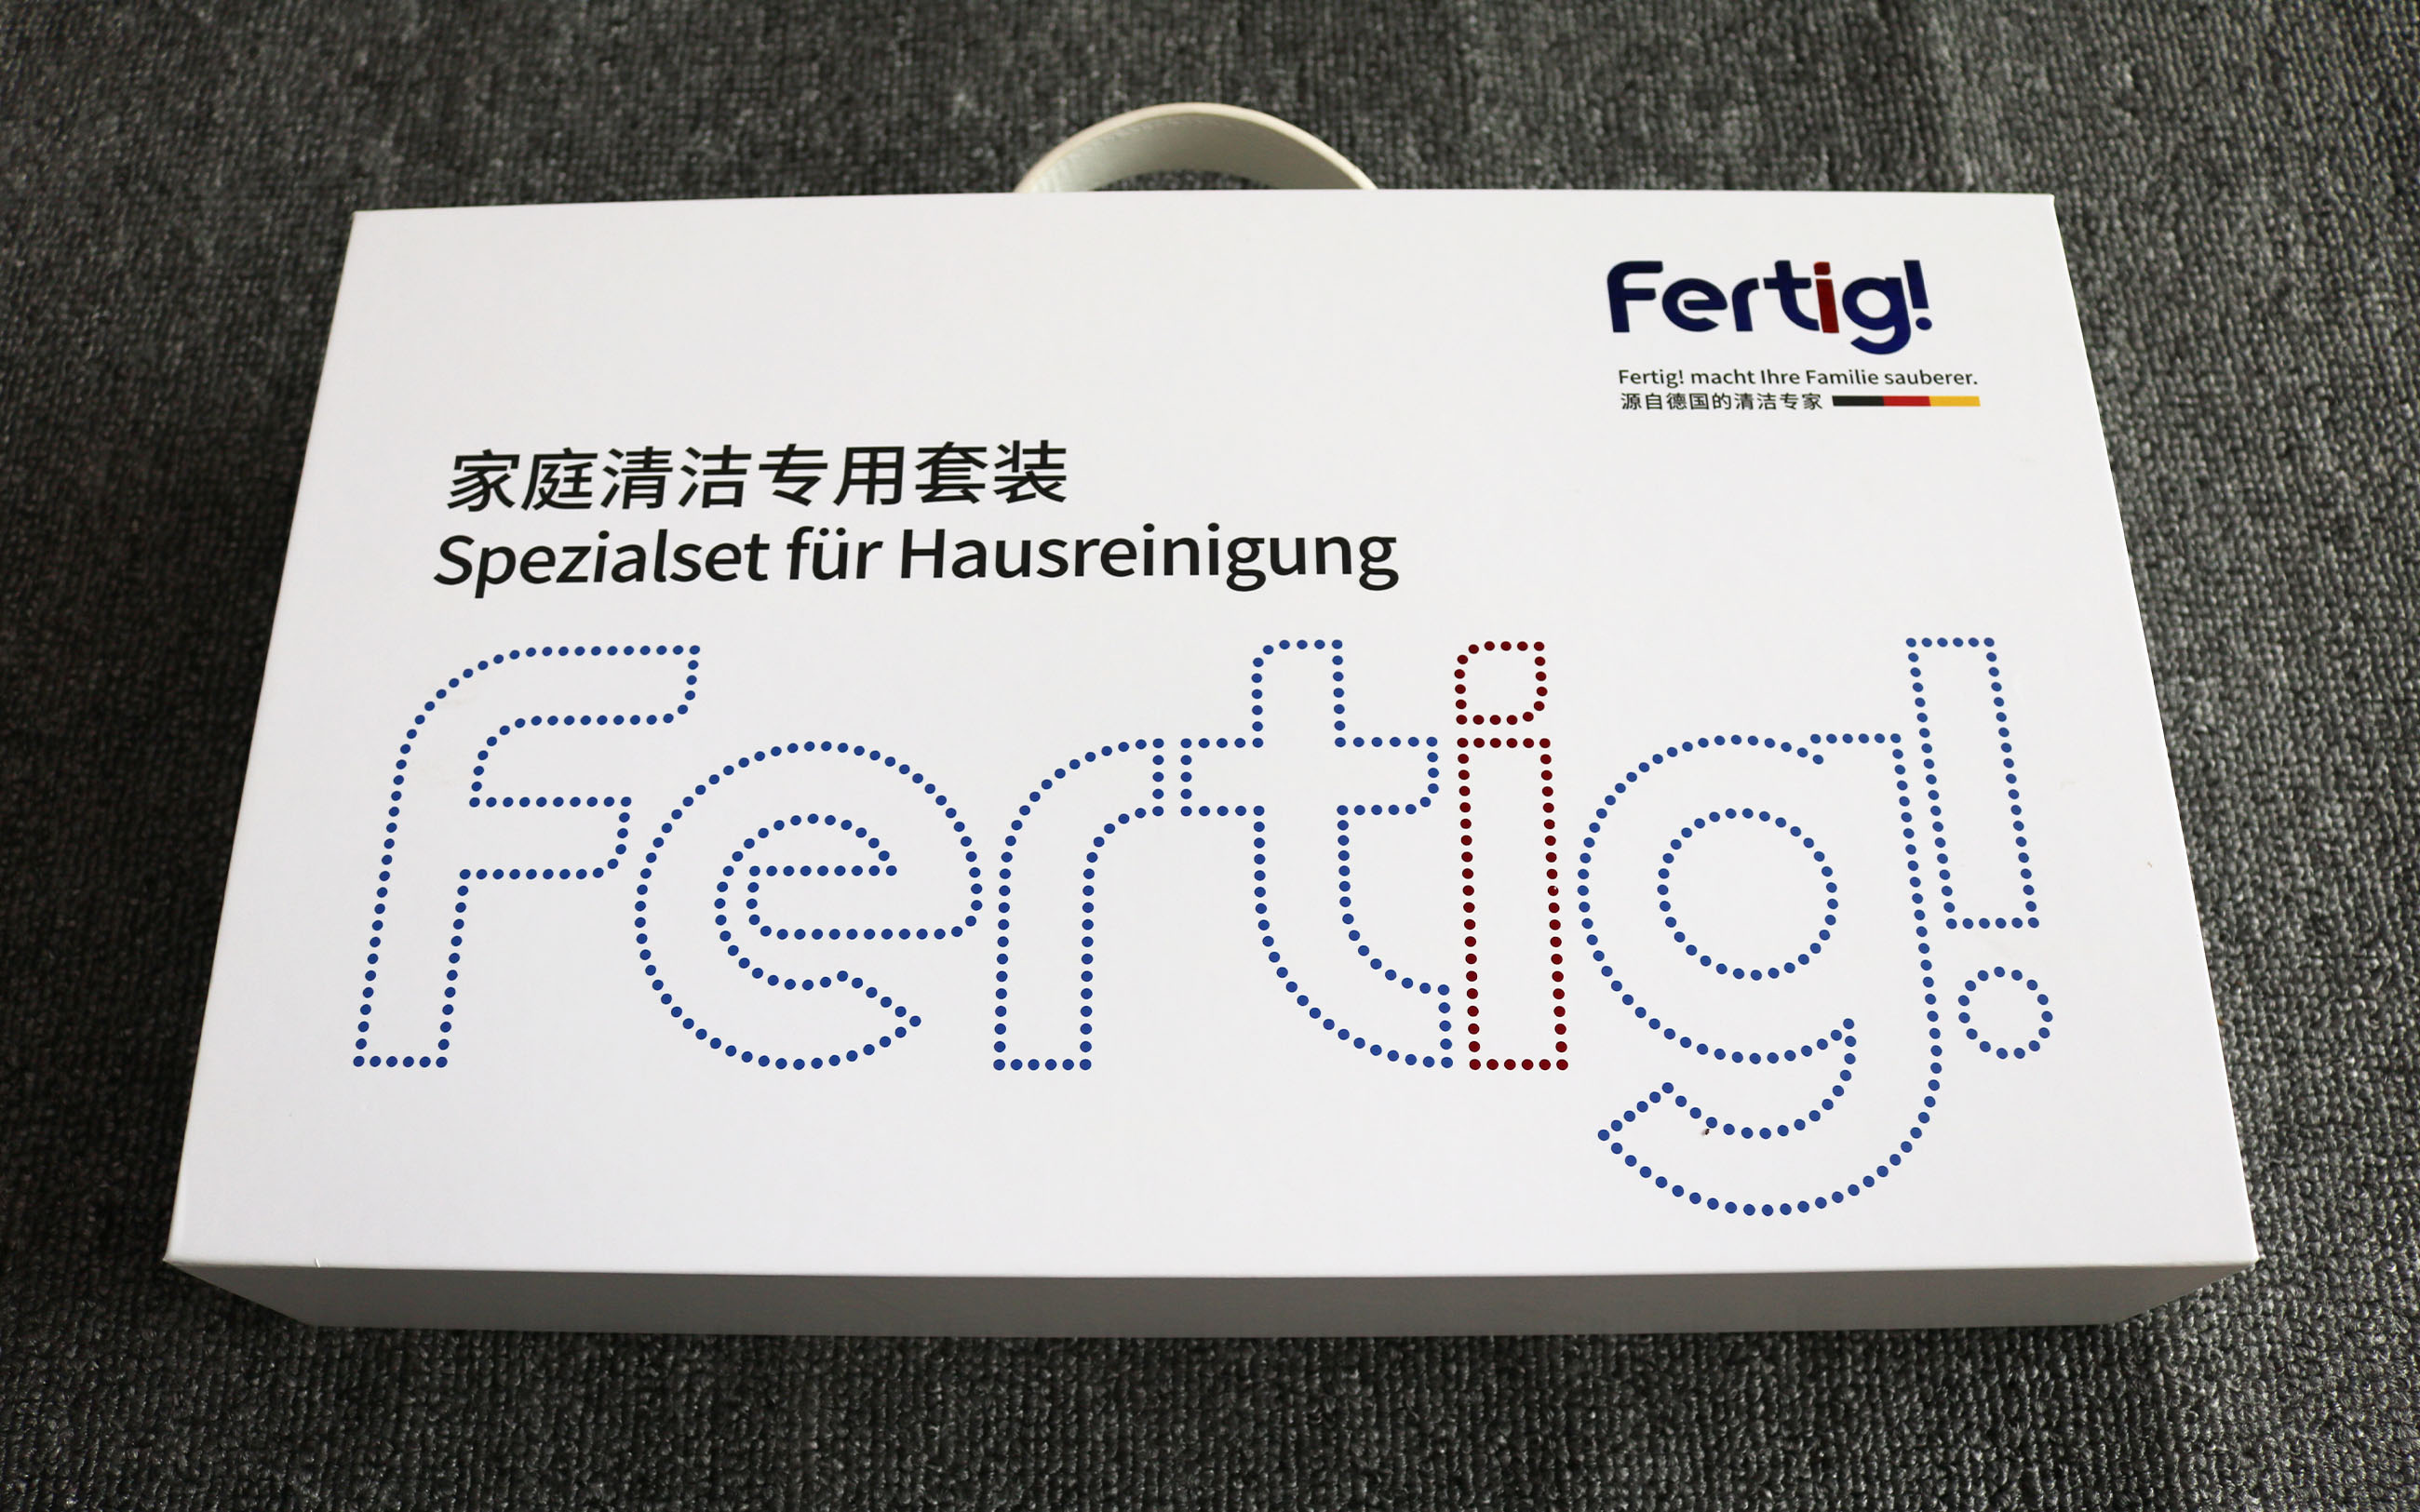 Fertig!
Fertig! macht Ihre Familie sauberer.
源自德国的清洁专家
家庭清洁专用套装
Spezialset für Hausreinigung
Fertig!